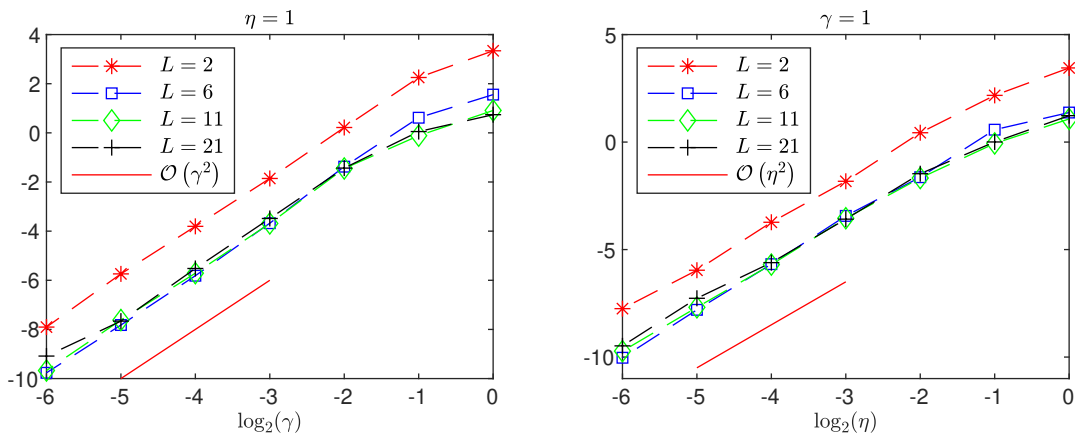 η = 1
4
2
0
-2
-4
-6
-8
-10
-6 -5 -4 -3 -2 -1 0
log₂(γ)
L = 2
L = 6
L = 11
L = 21
𝒪 (γ²)
γ = 1
5
0
-5
-10
-6 -5 -4 -3 -2 -1 0
log₂(η)
L = 2
L = 6
L = 11
L = 21
𝒪 (η²)